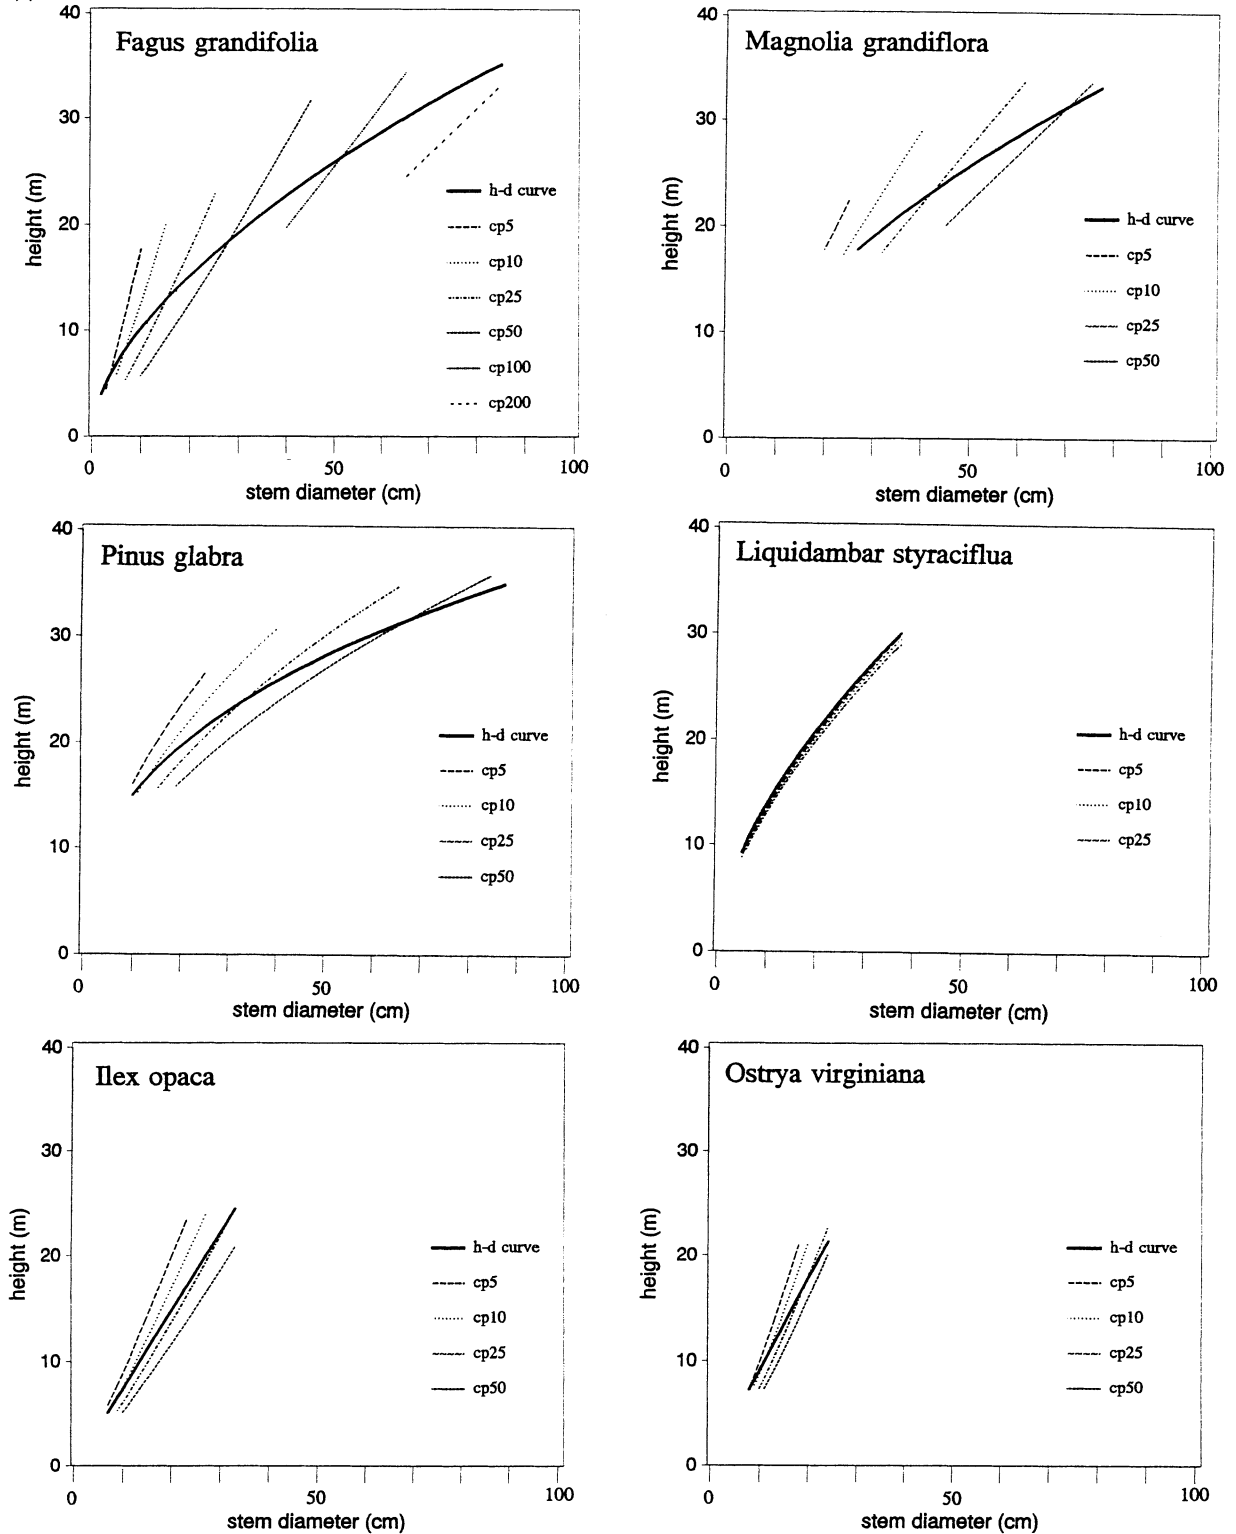 Fagus grandifolia
40
30
20
10
0
height (m)
h-d curve
cp5
cp10
cp25
cp50
cp100
cp200
0 50 100
stem diameter (cm)
Magnolia grandiflora
40
30
20
10
0
height (m)
h-d curve
cp5
cp10
cp25
cp50
0 50 100
stem diameter (cm)
Pinus glabra
40
30
20
10
0
height (m)
h-d curve
cp5
cp10
cp25
cp50
0 50 100
stem diameter (cm)
Liquidambar styraciflua
40
30
20
10
0
height (m)
h-d curve
cp5
cp10
cp25
0 50 100
stem diameter (cm)
Ilex opaca
40
30
20
10
0
height (m)
h-d curve
cp5
cp10
cp25
cp50
0 50 100
stem diameter (cm)
Ostrya virginiana
40
30
20
10
0
height (m)
h-d curve
cp5
cp10
cp25
cp50
0 50 100
stem diameter (cm)